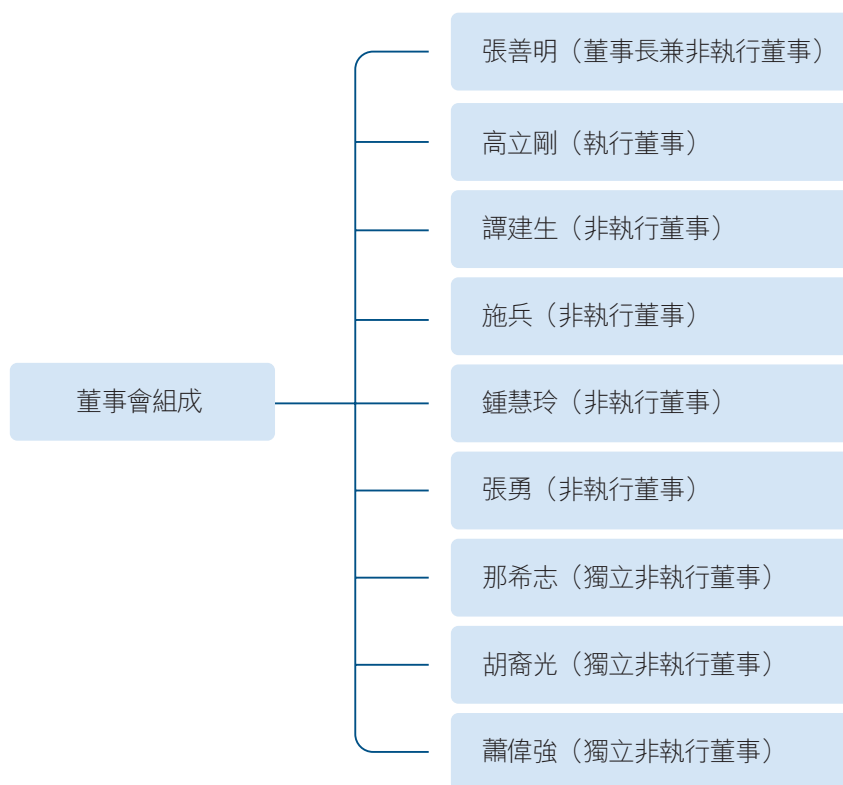 董事會組成
張善明（董事長兼非執行董事）
高立剛（執行董事）
譚建生（非執行董事）
施兵（非執行董事）
鍾慧玲（非執行董事）
張勇（非執行董事）
那希志（獨立非執行董事）
胡裔光（獨立非執行董事）
蕭偉強（獨立非執行董事）